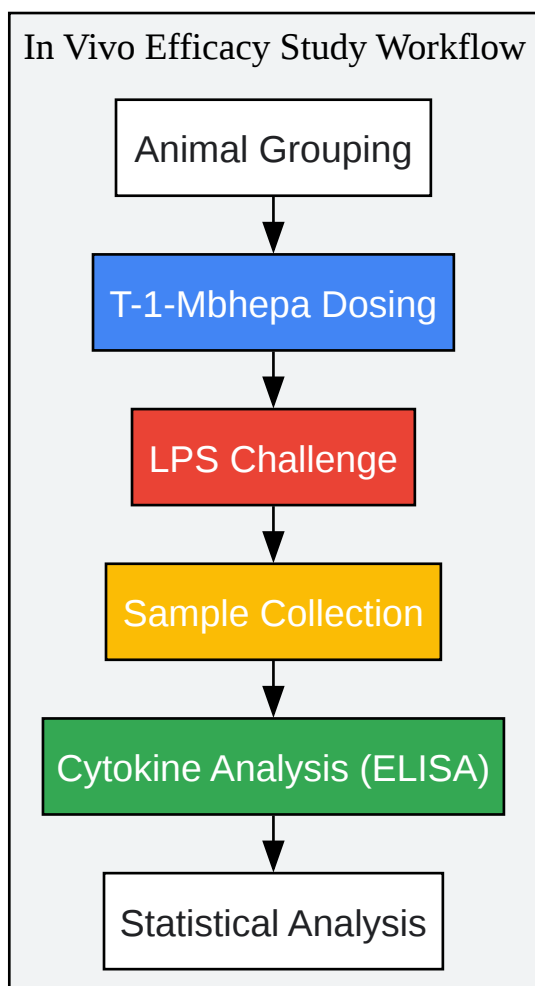 In Vivo Efficacy Study Workflow
Animal Grouping
T-1-Mbhepa Dosing
LPS Challenge
Sample Collection
Cytokine Analysis (ELISA)
Statistical Analysis